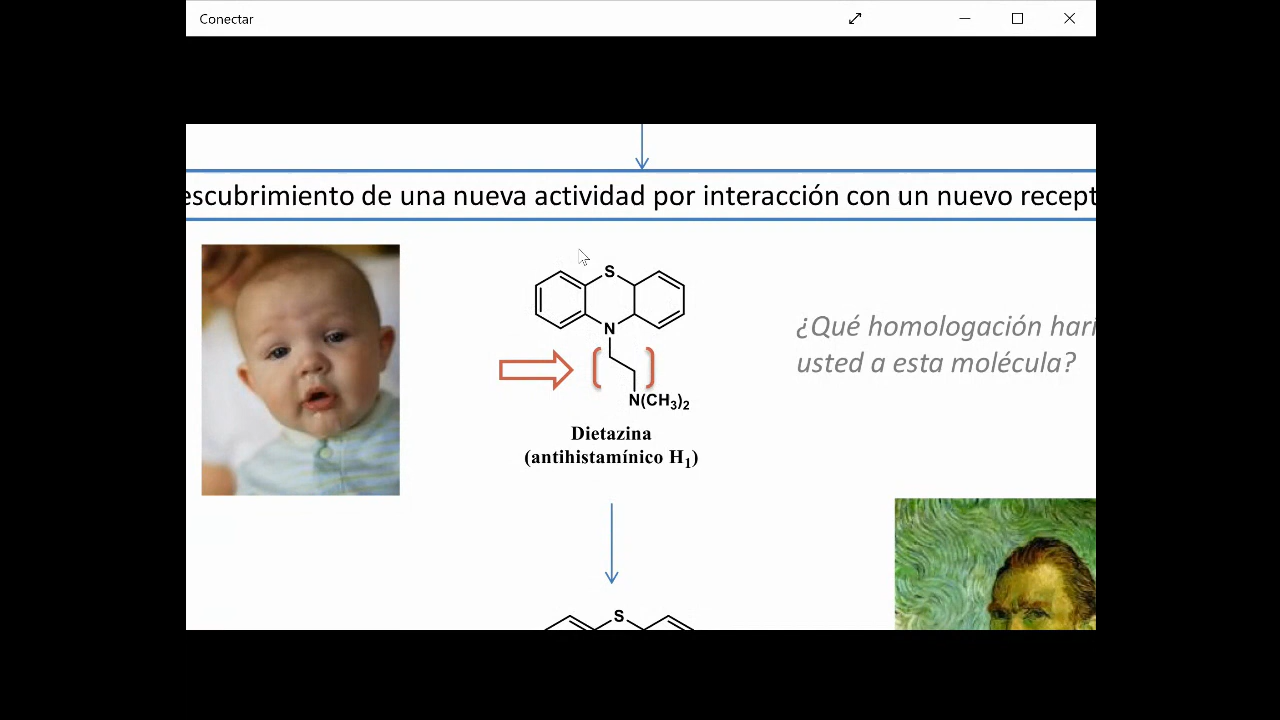 Conectar
escubrimiento de una nueva actividad por interacción con un nuevo recept
S
N
N(CH₃)₂
¿Qué homologación hari
usted a esta molécula?
Dietazina
(antihistamínico H₁)
S